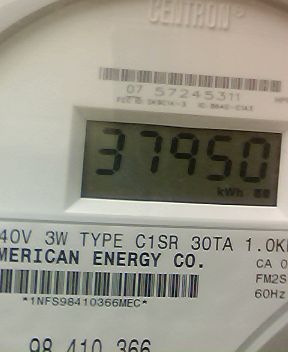 CENTRON®
07 57245311
37950
kWh
40V 3W TYPE C1SR 30TA 1.0K
MERICAN ENERGY CO.
CA 0
FM2S
60Hz
*1NFS98410366MEC*
98 410 366